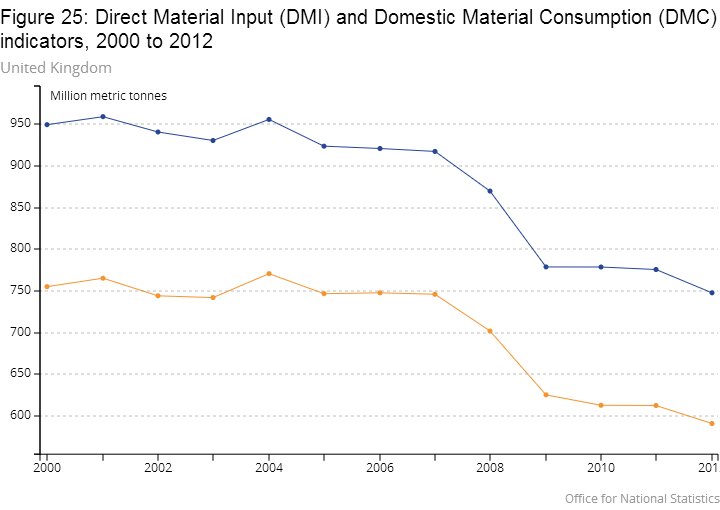 Figure 25: Direct Material Input (DMI) and Domestic Material Consumption (DMC)
indicators, 2000 to 2012
United Kingdom
Million metric tonnes
950
900
850
800
750
700
650
600
2000 2002 2004 2006 2008 2010 201
Office for National Statistics